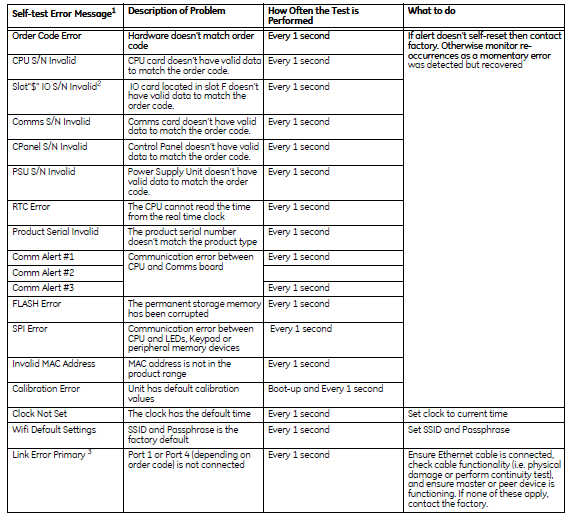 Self-test Error Message1
Description of Problem
How Often the Test is
Performed
What to do
Order Code Error
Hardware doesn't match order
code
Every 1 second
If alert doesn't self-reset then contact
factory. Otherwise monitor re-
occurrences as a momentary error
was detected but recovered
CPU S/N Invalid
CPU card doesn't have valid data
to match the order code.
Every 1 second
Slot"$" IO S/N Invalid2
IO card located in slot F doesn't
have valid data to match the
order code.
Every 1 second
Comms S/N Invalid
Comms card doesn't have valid
data to match the order code.
Every 1 second
CPanel S/N Invalid
Control Panel doesn't have valid
data to match the order code.
Every 1 second
PSU S/N Invalid
Power Supply Unit doesn't have
valid data to match the order
code.
Every 1 second
RTC Error
The CPU cannot read the time
from the real time clock
Every 1 second
Product Serial Invalid
The product serial number
doesn't match the product type
Every 1 second
Comm Alert #1
Communication error between
CPU and Comms board
Every 1 second
Comm Alert #2
Comm Alert #3
Every 1 second
FLASH Error
The permanent storage memory
has been corrupted
Every 1 second
SPI Error
Communication error between
CPU and LEDs, Keypad or
peripheral memory devices
Every 1 second
Invalid MAC Address
MAC address is not in the
product range
Every 1 second
Calibration Error
Unit has default calibration
values
Boot-up and Every 1 second
Clock Not Set
The clock has the default time
Every 1 second
Set clock to current time
Wifi Default Settings
SSID and Passphrase is the
factory default
Every 1 second
Set SSID and Passphrase
Link Error Primary 3
Port 1 or Port 4 (depending on
order code) is not connected
Every 1 second
Ensure Ethernet cable is connected,
check cable functionality (i.e. physical
damage or perform continuity test),
and ensure master or peer device is
functioning. If none of these apply,
contact the factory.